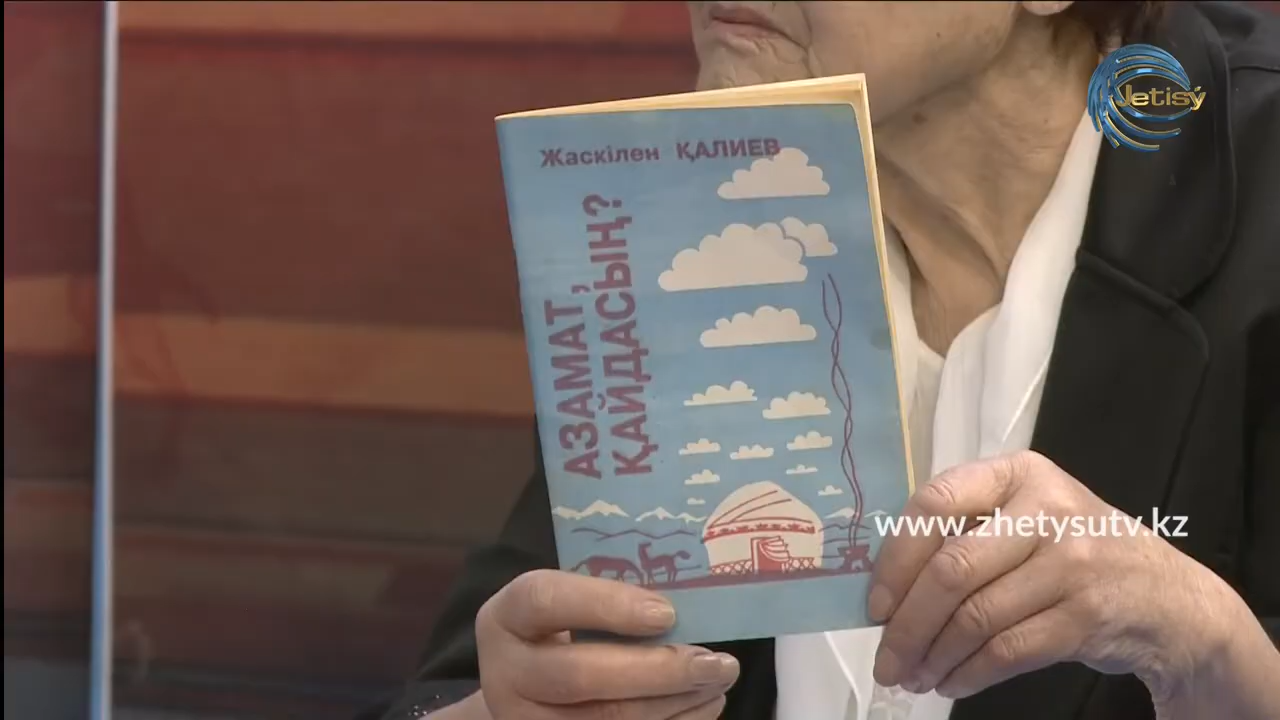 Жаскілен ҚАЛИЕВ
АЗАМАТ,
ҚАЙДАСЫҢ?
Jetisý
www.zhetysutv.kz